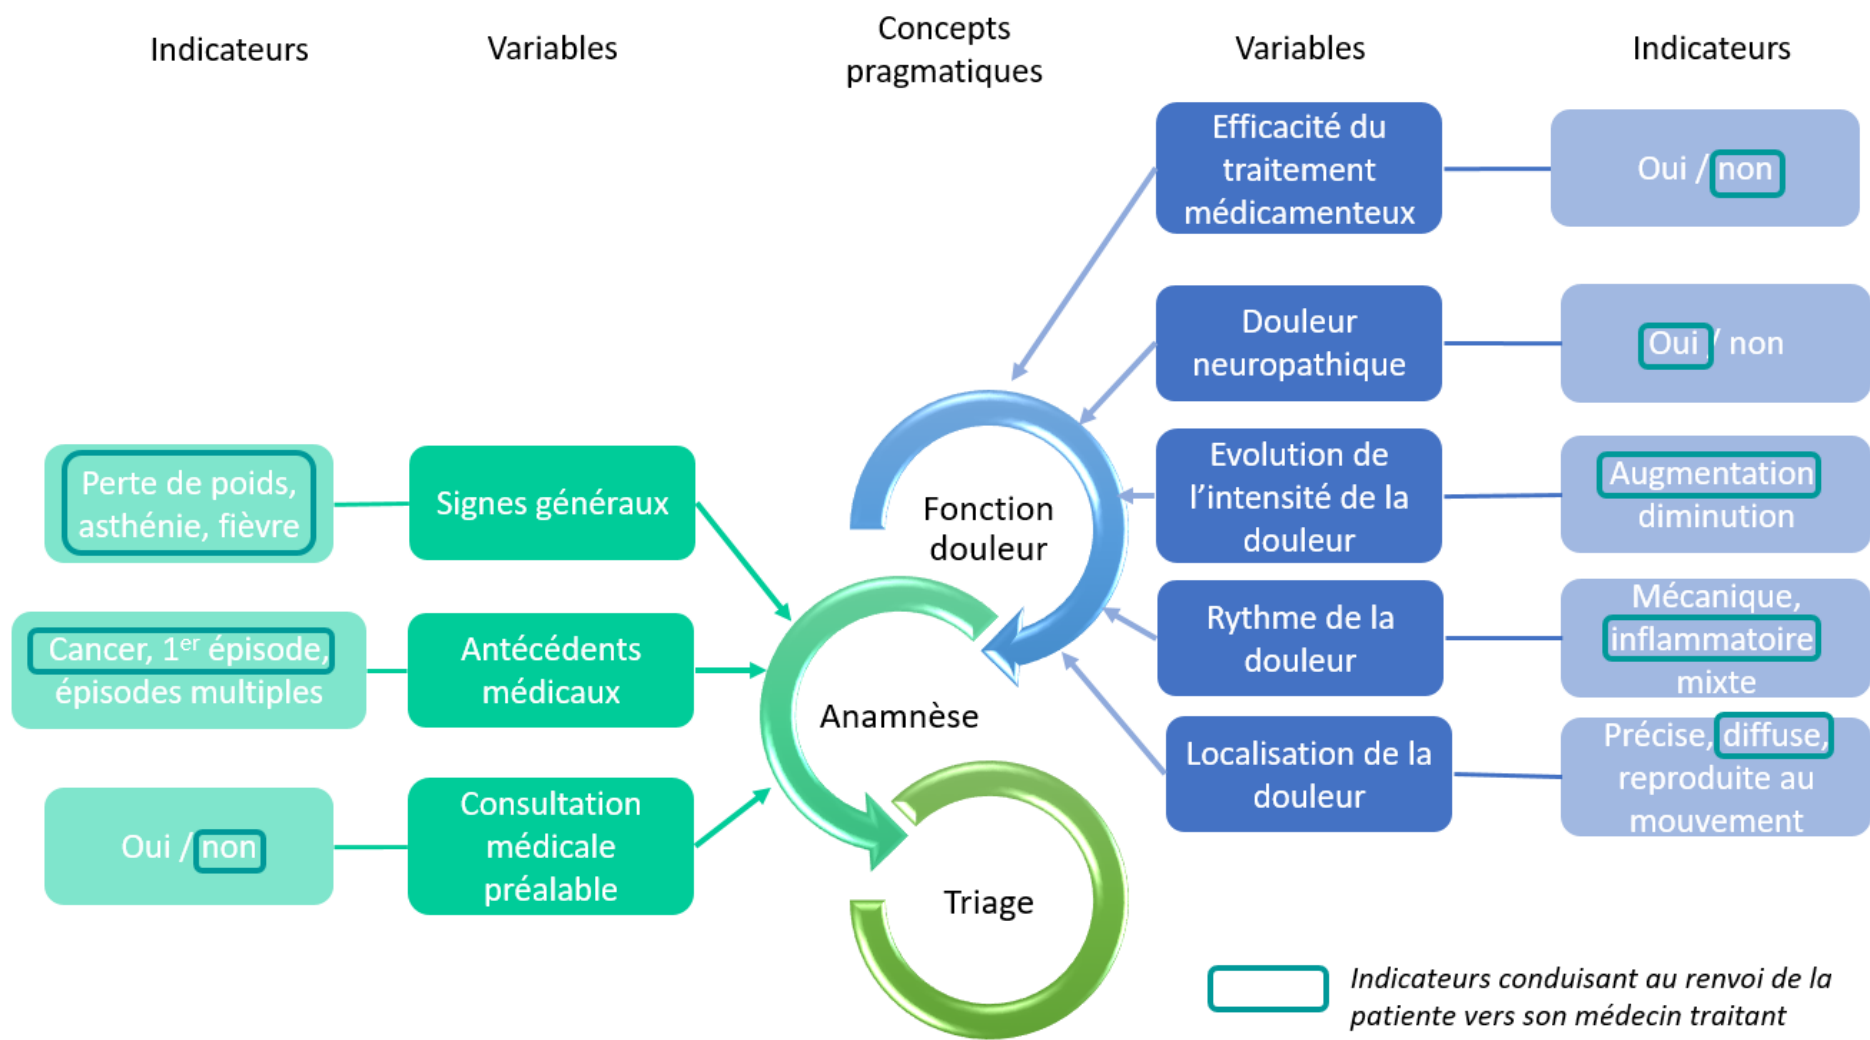 Indicateurs
Variables
Concepts
pragmatiques
Variables
Indicateurs
Efficacité du
traitement
médicamenteux
Oui / non
Douleur
neuropathique
Oui / non
Evolution de
l’intensité de la
douleur
Augmentation
diminution
Rythme de la
douleur
Mécanique,
inflammatoire
mixte
Localisation de la
douleur
Précise, diffuse,
reproduite au
mouvement
Fonction
douleur
Perte de poids,
asthénie, fièvre
Signes généraux
Cancer, 1er épisode,
épisodes multiples
Antécédents
médicaux
Anamnèse
Oui / non
Consultation
médicale
préalable
Triage
Indicateurs conduisant au renvoi de la
patiente vers son médecin traitant